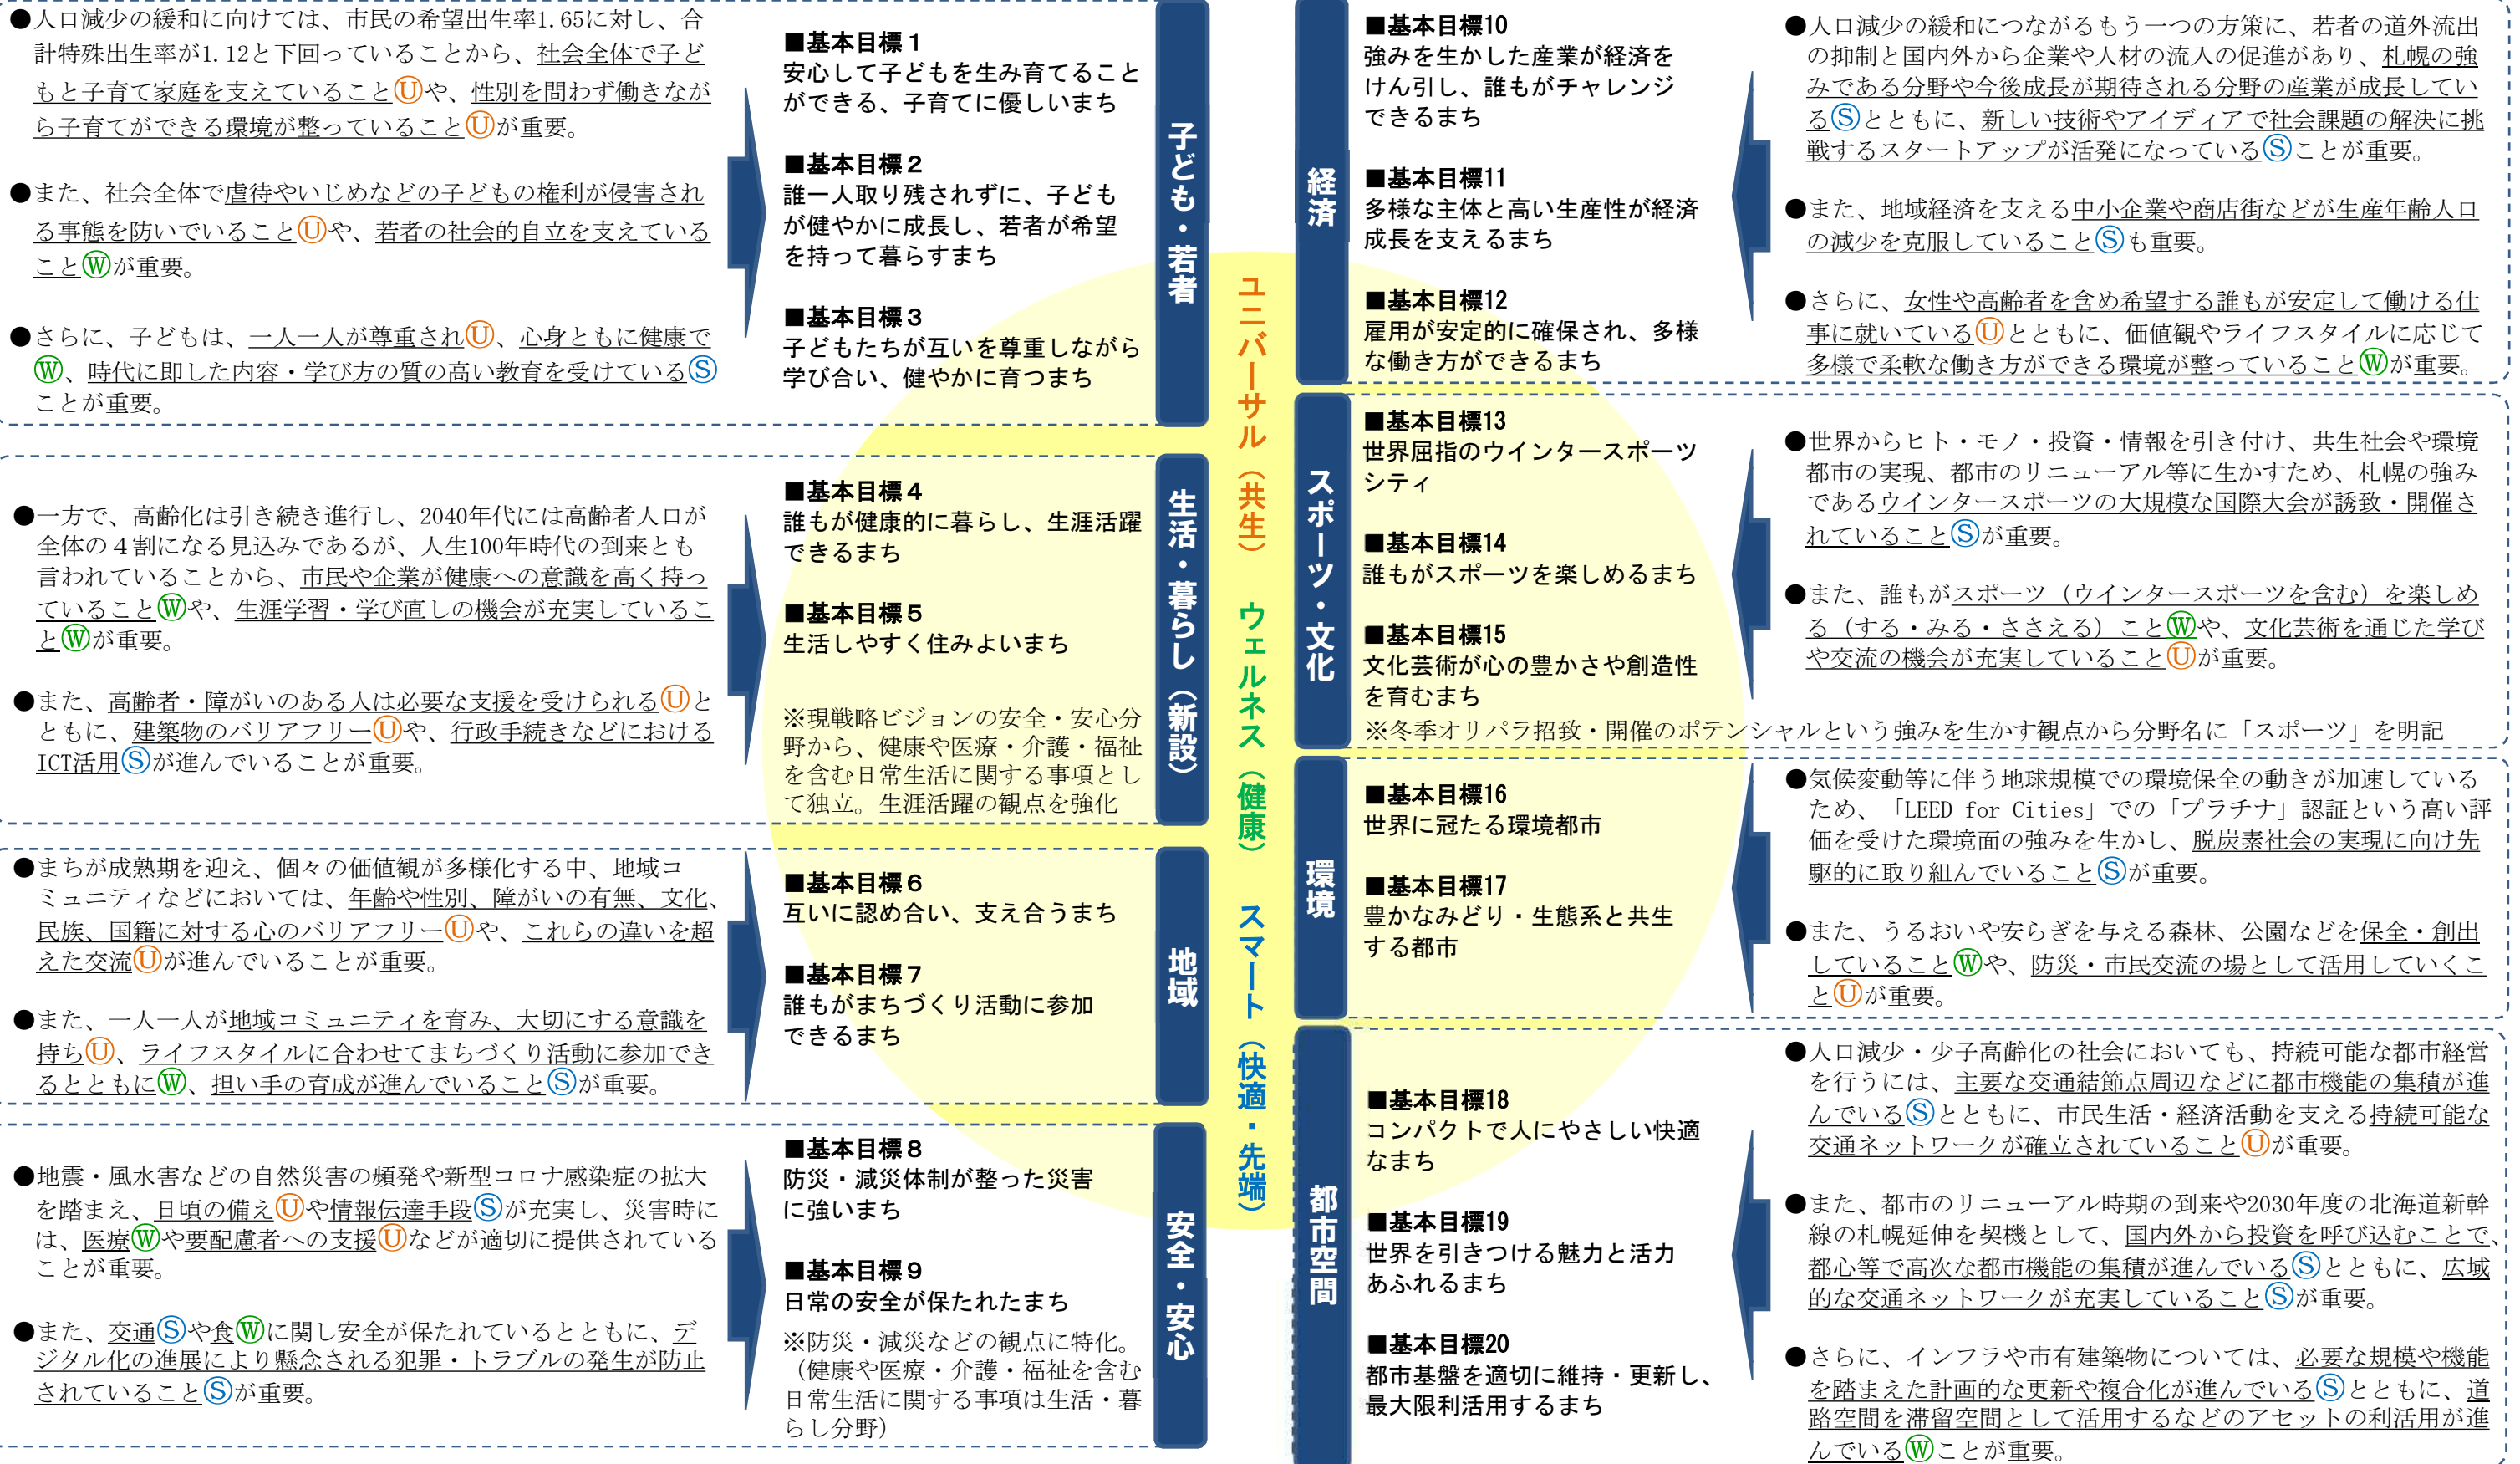 ●人口減少の緩和に向けては、市民の希望出生率1.65に対し、合
計特殊出生率が1.12と下回っていることから、社会全体で子ど
もと子育て家庭を支えていることⓊや、性別を問わず働きなが
ら子育てができる環境が整っていることⓊが重要。
●また、社会全体で虐待やいじめなどの子どもの権利が侵害され
る事態を防いでいることⓊや、若者の社会的自立を支えている
ことⓌが重要。
●さらに、子どもは、一人一人が尊重されⓊ、心身ともに健康で
Ⓦ、時代に即した内容・学び方の質の高い教育を受けているⓈ
ことが重要。
■基本目標１
安心して子どもを生み育てること
ができる、子育てに優しいまち
■基本目標２
誰一人取り残されずに、子ども
が健やかに成長し、若者が希望
を持って暮らすまち
■基本目標３
子どもたちが互いを尊重しながら
学び合い、健やかに育つまち
子ども・若者
●一方で、高齢化は引き続き進行し、2040年代には高齢者人口が
全体の４割になる見込みであるが、人生100年時代の到来とも
言われていることから、市民や企業が健康への意識を高く持っ
ていることⓌや、生涯学習・学び直しの機会が充実しているこ
とⓌが重要。
●また、高齢者・障がいのある人は必要な支援を受けられるⓊと
ともに、建築物のバリアフリーⓊや、行政手続きなどにおける
ICT活用Ⓢが進んでいることが重要。
■基本目標４
誰もが健康的に暮らし、生涯活躍
できるまち
■基本目標５
生活しやすく住みよいまち
※現戦略ビジョンの安全・安心分
野から、健康や医療・介護・福祉
を含む日常生活に関する事項とし
て独立。生涯活躍の観点を強化
生活・暮らし（新設）
●まちが成熟期を迎え、個々の価値観が多様化する中、地域コ
ミュニティなどにおいては、年齢や性別、障がいの有無、文化、
民族、国籍に対する心のバリアフリーⓊや、これらの違いを超
えた交流Ⓤが進んでいることが重要。
●また、一人一人が地域コミュニティを育み、大切にする意識を
持ちⓊ、ライフスタイルに合わせてまちづくり活動に参加でき
るとともにⓌ、担い手の育成が進んでいることⓈが重要。
■基本目標６
互いに認め合い、支え合うまち
■基本目標７
誰もがまちづくり活動に参加
できるまち
地域
●地震・風水害などの自然災害の頻発や新型コロナ感染症の拡大
を踏まえ、日頃の備えⓊや情報伝達手段Ⓢが充実し、災害時に
は、医療Ⓦや要配慮者への支援Ⓤなどが適切に提供されている
ことが重要。
●また、交通Ⓢや食Ⓦに関し安全が保たれているとともに、デ
ジタル化の進展により懸念される犯罪・トラブルの発生が防止
されていることⓈが重要。
■基本目標８
防災・減災体制が整った災害
に強いまち
■基本目標９
日常の安全が保たれたまち
※防災・減災などの観点に特化。
（健康や医療・介護・福祉を含む
日常生活に関する事項は生活・暮
らし分野）
安全・安心
ユニバーサル（共生）
ウェルネス（健康）
スマート（快適・先端）
経済
■基本目標10
強みを生かした産業が経済を
けん引し、誰もがチャレンジ
できるまち
■基本目標11
多様な主体と高い生産性が経済
成長を支えるまち
■基本目標12
雇用が安定的に確保され、多様
な働き方ができるまち
●人口減少の緩和につながるもう一つの方策に、若者の道外流出
の抑制と国内外から企業や人材の流入の促進があり、札幌の強
みである分野や今後成長が期待される分野の産業が成長してい
るⓈとともに、新しい技術やアイディアで社会課題の解決に挑
戦するスタートアップが活発になっているⓈことが重要。
●また、地域経済を支える中小企業や商店街などが生産年齢人口
の減少を克服していることⓈも重要。
●さらに、女性や高齢者を含め希望する誰もが安定して働ける仕
事に就いているⓊとともに、価値観やライフスタイルに応じて
多様で柔軟な働き方ができる環境が整っていることⓌが重要。
スポーツ・文化
■基本目標13
世界屈指のウインタースポーツ
シティ
■基本目標14
誰もがスポーツを楽しめるまち
■基本目標15
文化芸術が心の豊かさや創造性
を育むまち
※冬季オリパラ招致・開催のポテンシャルという強みを生かす観点から分野名に「スポーツ」を明記
●世界からヒト・モノ・投資・情報を引き付け、共生社会や環境
都市の実現、都市のリニューアル等に生かすため、札幌の強み
であるウインタースポーツの大規模な国際大会が誘致・開催さ
れていることⓈが重要。
●また、誰もがスポーツ（ウインタースポーツを含む）を楽しめ
る（する・みる・ささえる）ことⓌや、文化芸術を通じた学び
や交流の機会が充実していることⓊが重要。
環境
■基本目標16
世界に冠たる環境都市
■基本目標17
豊かなみどり・生態系と共生
する都市
●気候変動等に伴う地球規模での環境保全の動きが加速している
ため、「LEED for Cities」での「プラチナ」認証という高い評
価を受けた環境面の強みを生かし、脱炭素社会の実現に向け先
駆的に取り組んでいることⓈが重要。
●また、うるおいや安らぎを与える森林、公園などを保全・創出
していることⓌや、防災・市民交流の場として活用していくこ
とⓊが重要。
都市空間
■基本目標18
コンパクトで人にやさしい快適
なまち
■基本目標19
世界を引きつける魅力と活力
あふれるまち
■基本目標20
都市基盤を適切に維持・更新し、
最大限利活用するまち
●人口減少・少子高齢化の社会においても、持続可能な都市経営
を行うには、主要な交通結節点周辺などに都市機能の集積が進
んでいるⓈとともに、市民生活・経済活動を支える持続可能な
交通ネットワークが確立されていることⓊが重要。
●また、都市のリニューアル時期の到来や2030年度の北海道新幹
線の札幌延伸を契機として、国内外から投資を呼び込むことで、
都心等で高次な都市機能の集積が進んでいるⓈとともに、広域
的な交通ネットワークが充実していることⓈが重要。
●さらに、インフラや市有建築物については、必要な規模や機能
を踏まえた計画的な更新や複合化が進んでいるⓈとともに、道
路空間を滞留空間として活用するなどのアセットの利活用が進
んでいるⓌことが重要。